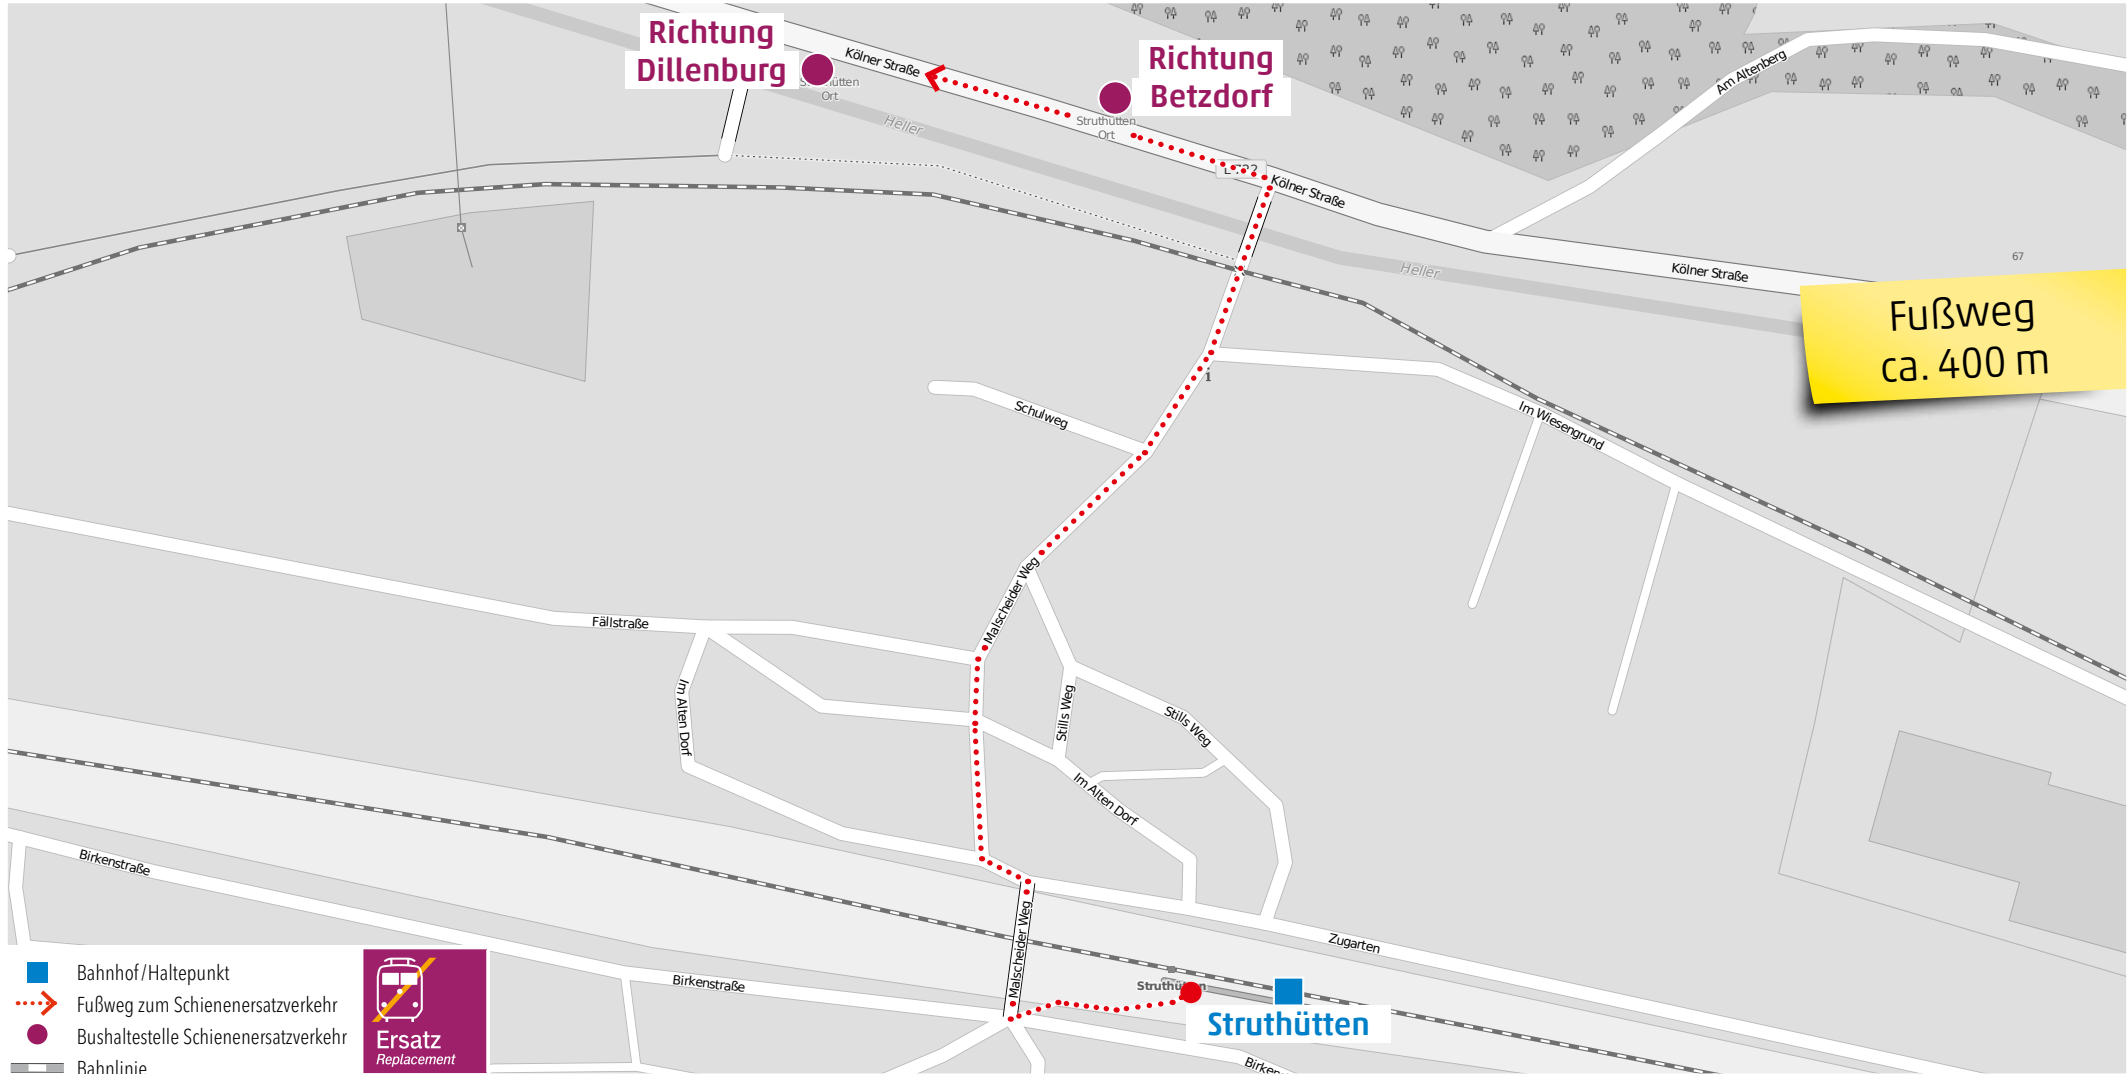 Richtung
Dillenburg
Richtung
Betzdorf
Kölner Straße
Ort
Struthütten
Ort
Heller
Kölner Straße
Am Altenberg
Heller
Kölner Straße
67
Fußweg
ca. 400 m
i
Schulweg
Im Wiesengrund
Malscheider Weg
Fällstraße
Im Alten Dorf
Stills Weg
Stills Weg
Im Alten Dorf
Birkenstraße
Malscheider Weg
Zugarten
Birkenstraße
Struthütten
Birken
Bahnhof/Haltepunkt
Fußweg zum Schienenersatzverkehr
Bushaltestelle Schienenersatzverkehr
Bahnlinie
Ersatz
Replacement